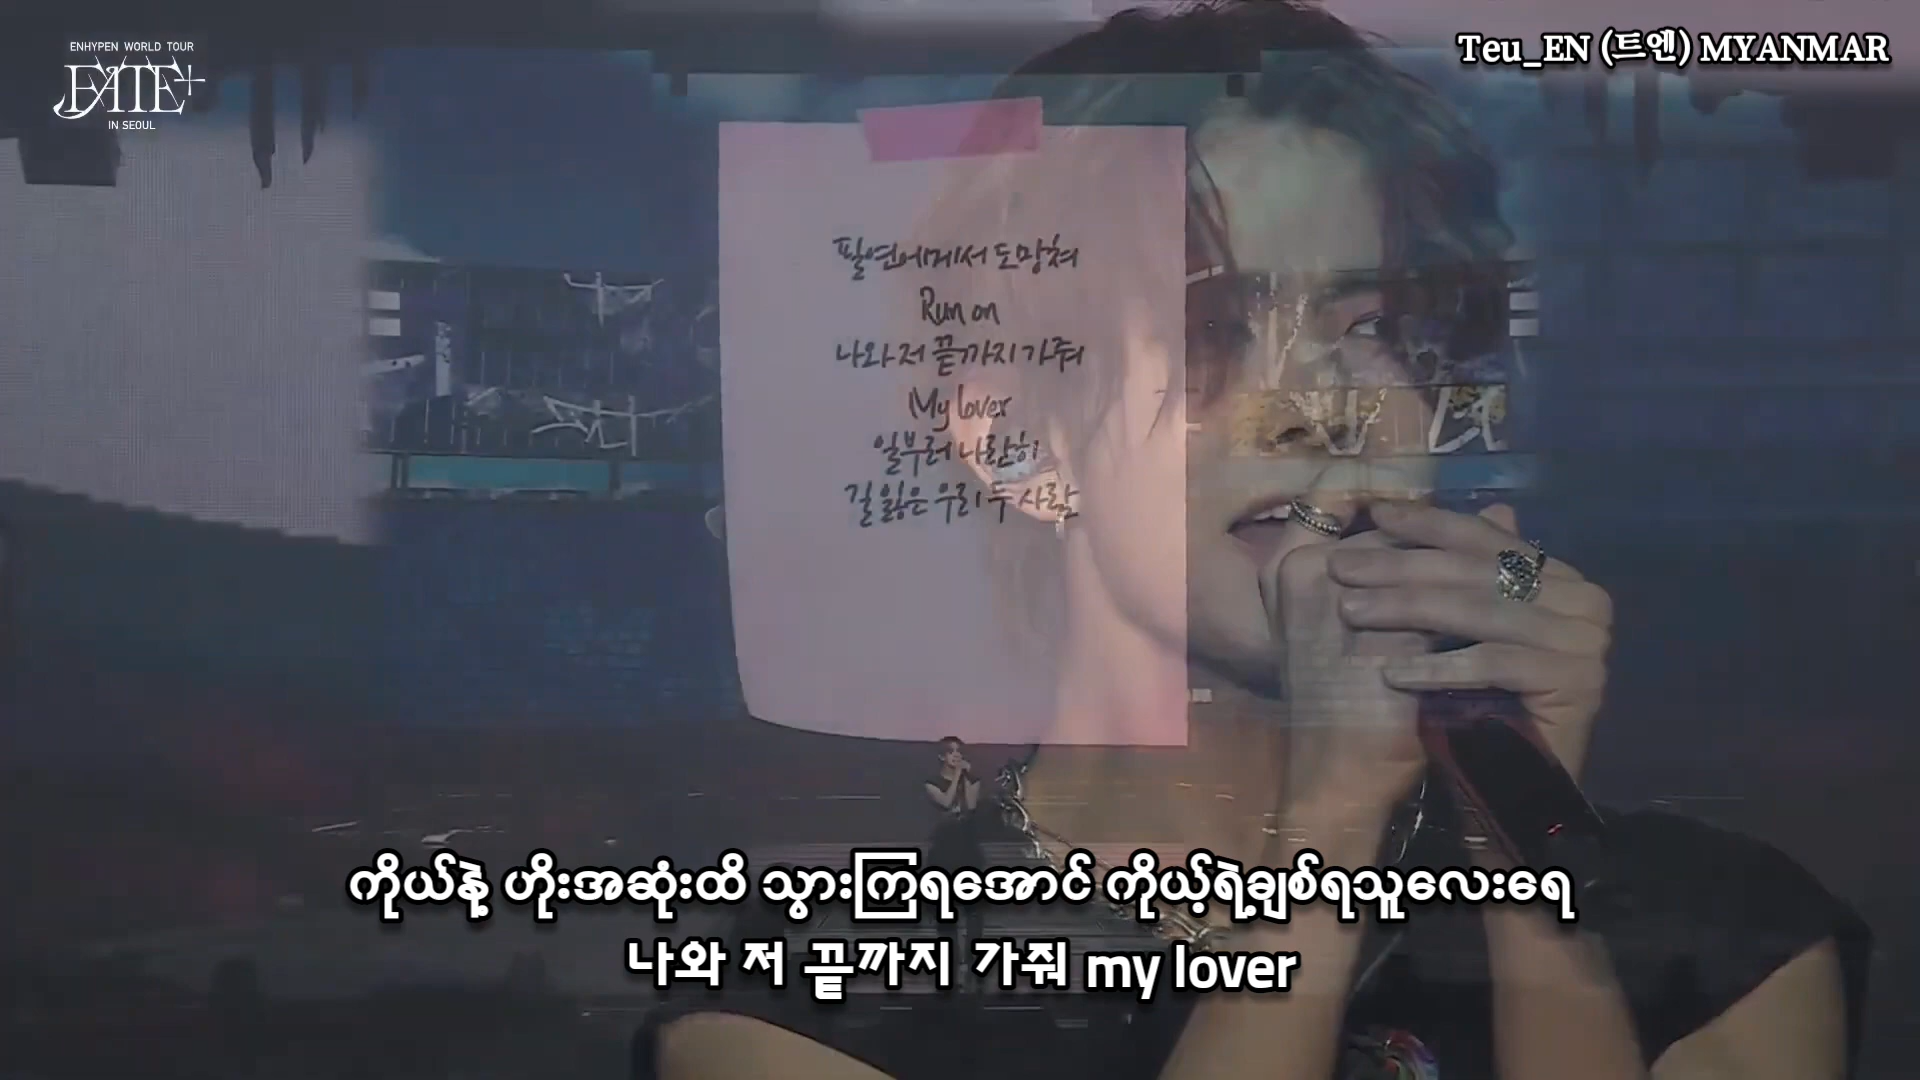 ENHYPEN WORLD TOUR
FATE+
IN SEOUL
Teu_EN (트엔) MYANMAR
필연에게서 도망쳐
Run on
나와 저 끝까지 가줘
My lover
일부러 나란히
길 잃은 우리 두 사람
ကိုယ်နဲ့ ဟိုးအဆုံးထိ သွားကြရအောင် ကိုယ့်ရဲ့ချစ်ရသူလေးရေ
나와 저 끝까지 가줘 my lover